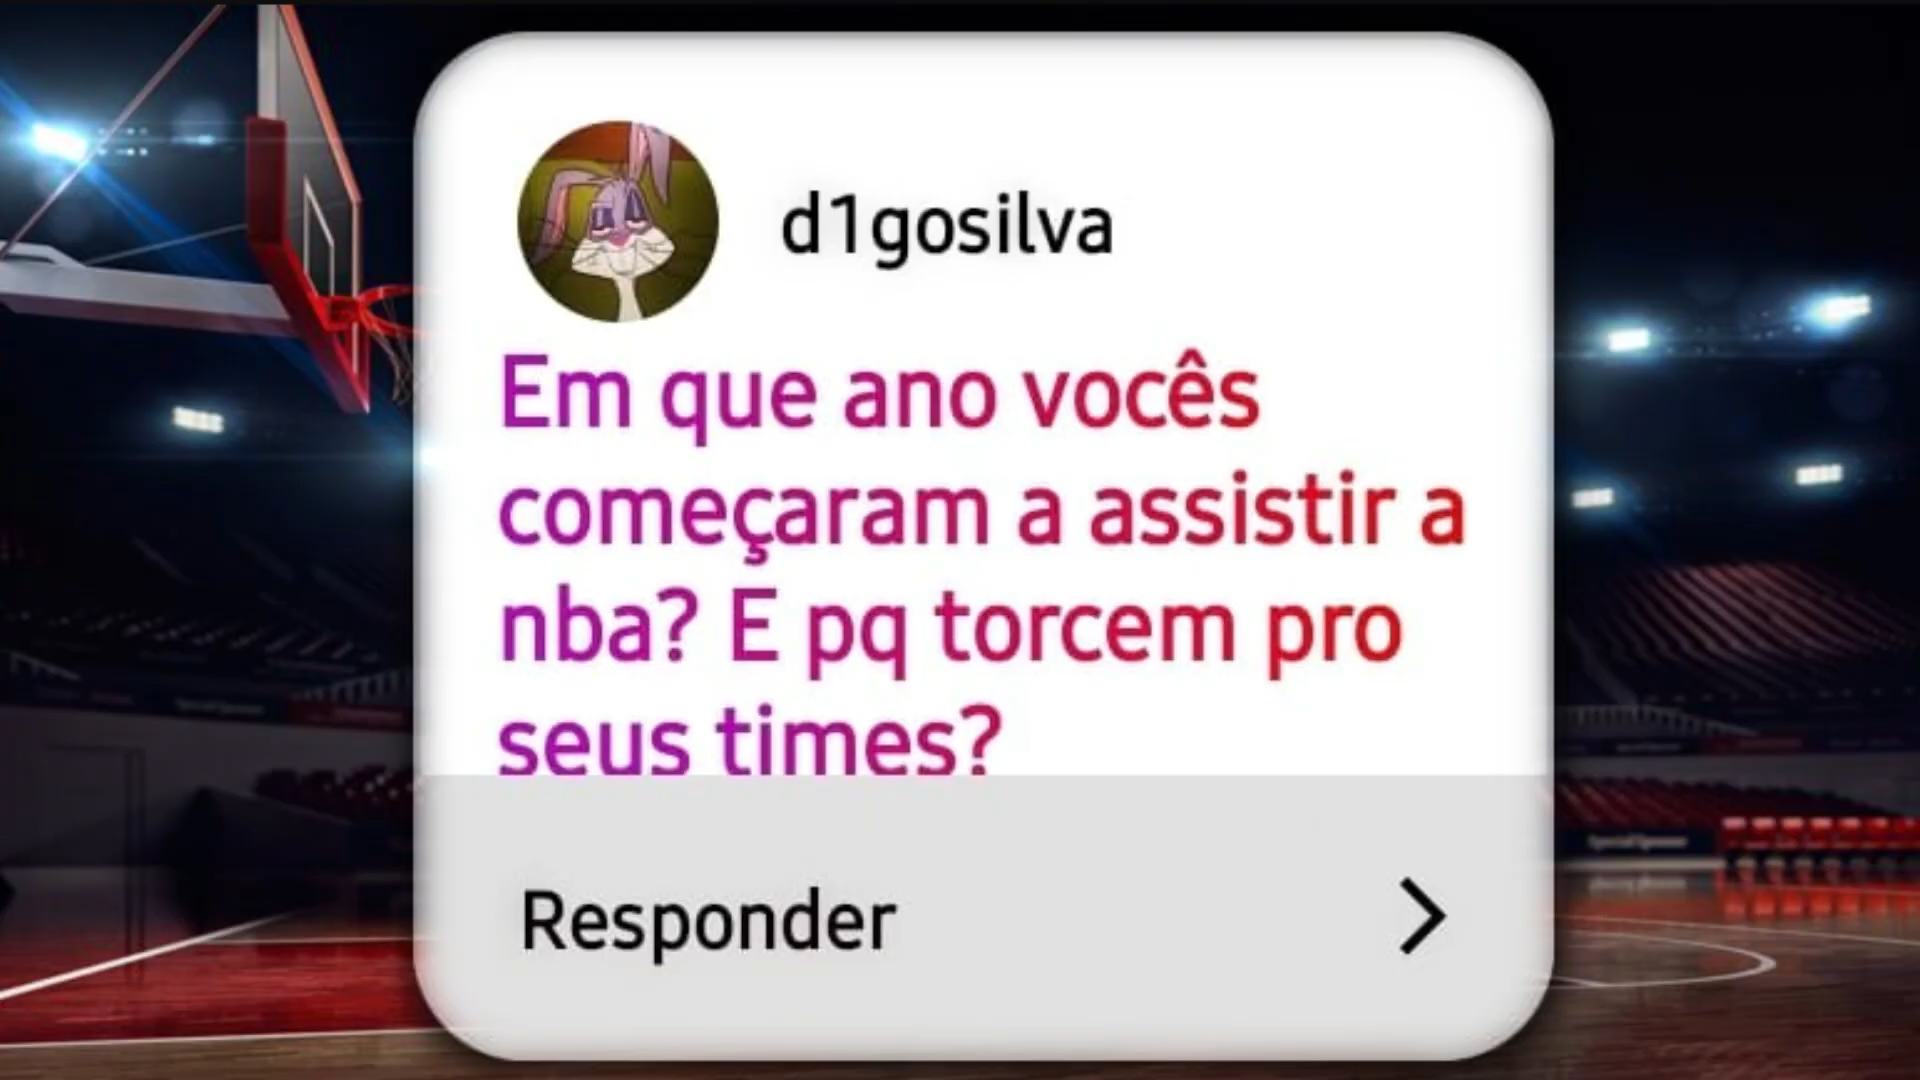 d1gosilva
Em que ano vocês
começaram a assistir a
nba? E pq torcem pro
seus times?
Responder